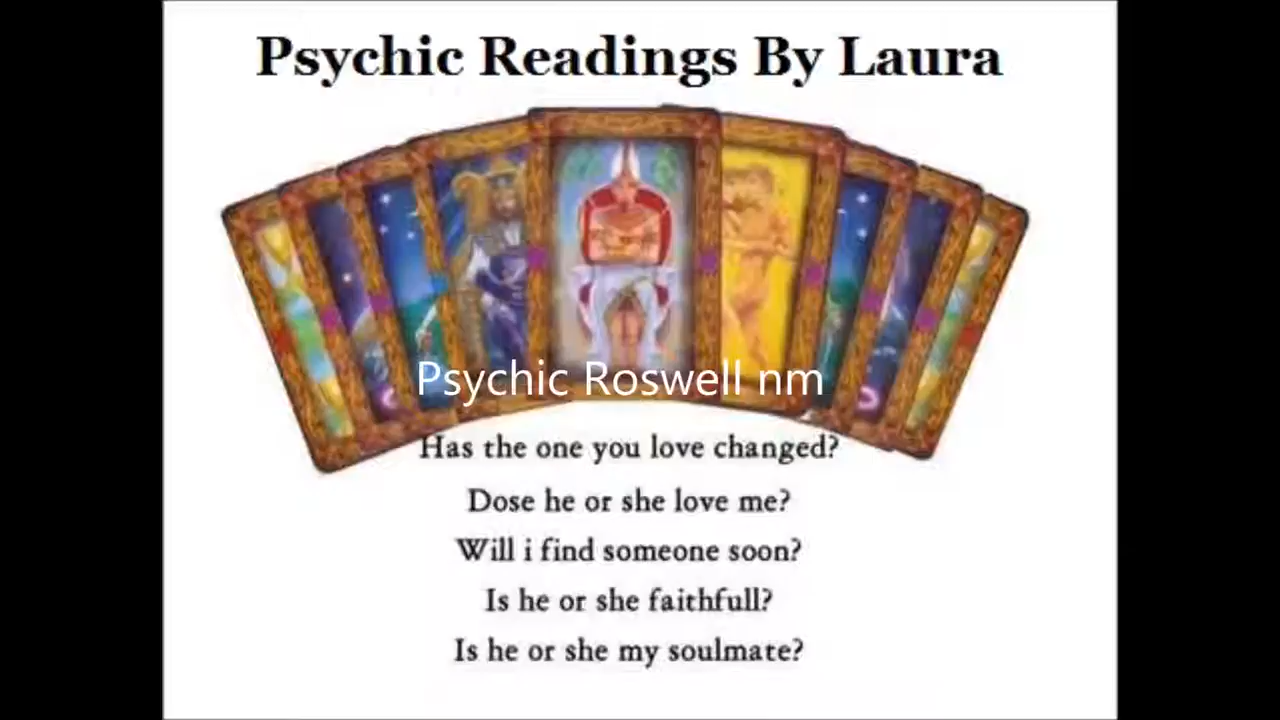 Psychic Readings By Laura
Psychic Roswell nm
Has the one you love changed?
Dose he or she love me?
Will i find someone soon?
Is he or she faithfull?
Is he or she my soulmate?